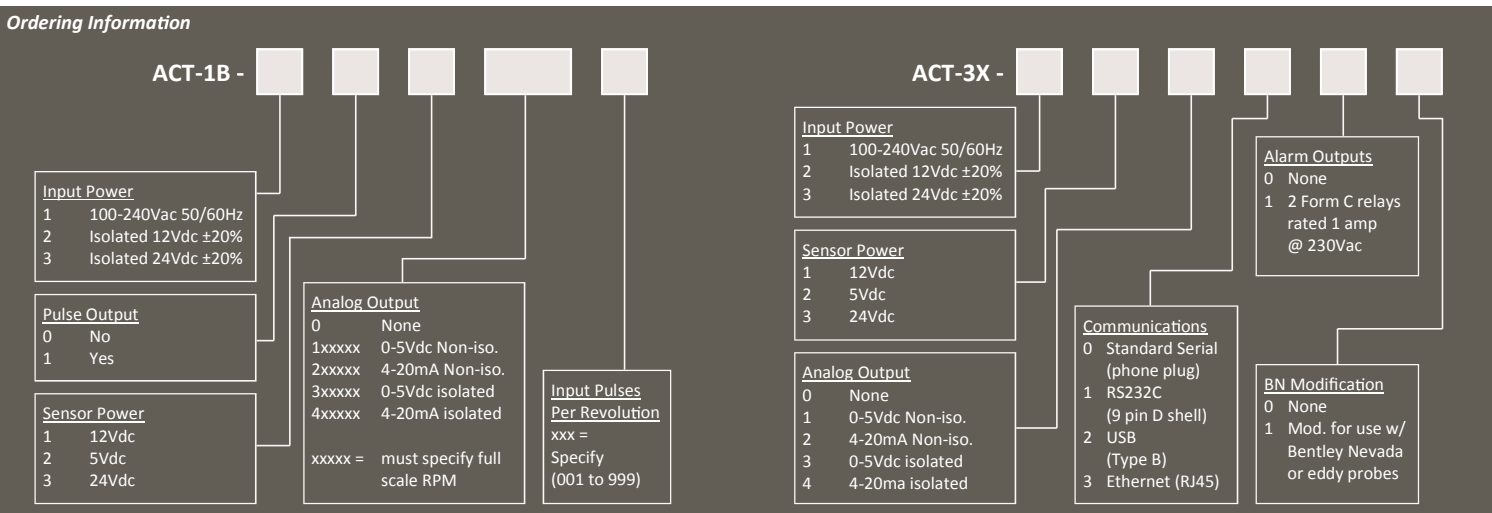 Ordering Information
ACT-1B -
Input Power
1 100-240Vac 50/60Hz
2 Isolated 12Vdc ±20%
3 Isolated 24Vdc ±20%
Pulse Output
0 No
1 Yes
Sensor Power
1 12Vdc
2 5Vdc
3 24Vdc
Analog Output
0 None
1xxxxx 0-5Vdc Non-iso.
2xxxxx 4-20mA Non-iso.
3xxxxx 0-5Vdc isolated
4xxxxx 4-20mA isolated
xxxxx = must specify full
scale RPM
Input Pulses
Per Revolution
xxx =
Specify
(001 to 999)
ACT-3X -
Input Power
1 100-240Vac 50/60Hz
2 Isolated 12Vdc ±20%
3 Isolated 24Vdc ±20%
Sensor Power
1 12Vdc
2 5Vdc
3 24Vdc
Analog Output
0 None
1 0-5Vdc Non-iso.
2 4-20mA Non-iso.
3 0-5Vdc isolated
4 4-20ma isolated
Communications
0 Standard Serial
(phone plug)
1 RS232C
(9 pin D shell)
2 USB
(Type B)
3 Ethernet (RJ45)
Alarm Outputs
0 None
1 2 Form C relays
rated 1 amp
@ 230Vac
BN Modification
0 None
1 Mod. for use w/
Bentley Nevada
or eddy probes